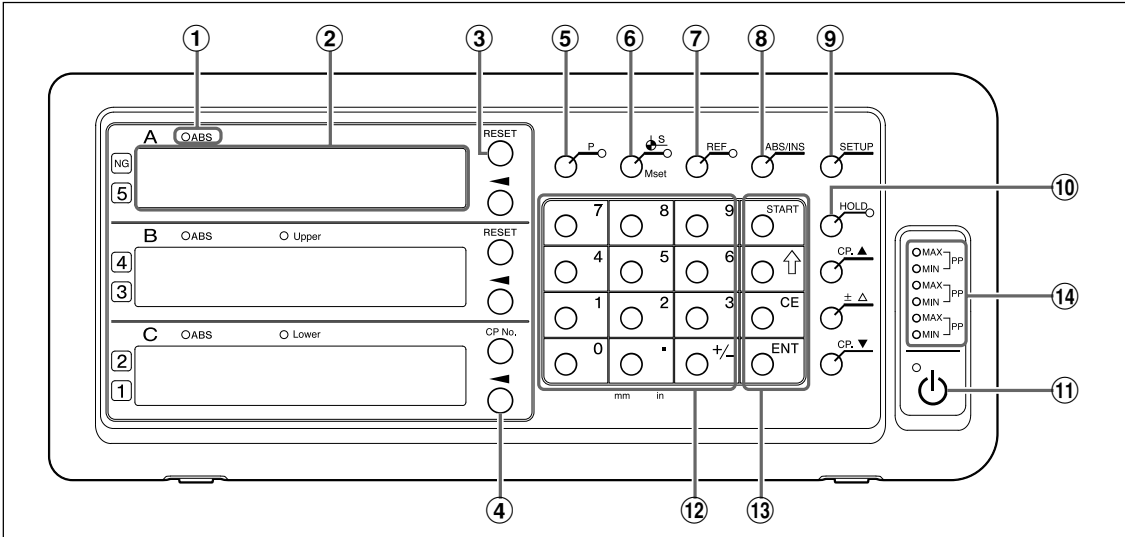 1 2 3 5 6 7 8 9
A ABS RESET
P S REF ABS/INS SETUP
Mset
NG
5
7 8 9 START HOLD 10
B ABS Upper RESET
4
3
4 5 6 CP. ▲
MAX PP
MIN
MAX PP
MIN
MAX PP
MIN
14
1 2 3 CE ± △
C ABS Lower CP No.
2
1
0 . +/- ENT CP. ▼
mm in
11
4 12 13